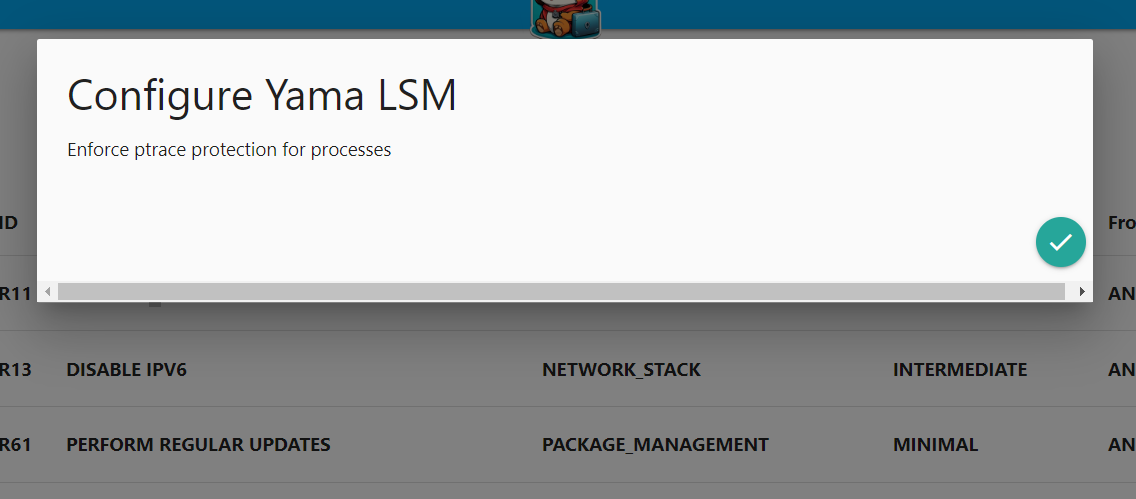 Configure Yama LSM
Enforce ptrace protection for processes
ID Fro
R11 AN
R13 DISABLE IPV6 NETWORK_STACK INTERMEDIATE AN
R61 PERFORM REGULAR UPDATES PACKAGE_MANAGEMENT MINIMAL AN